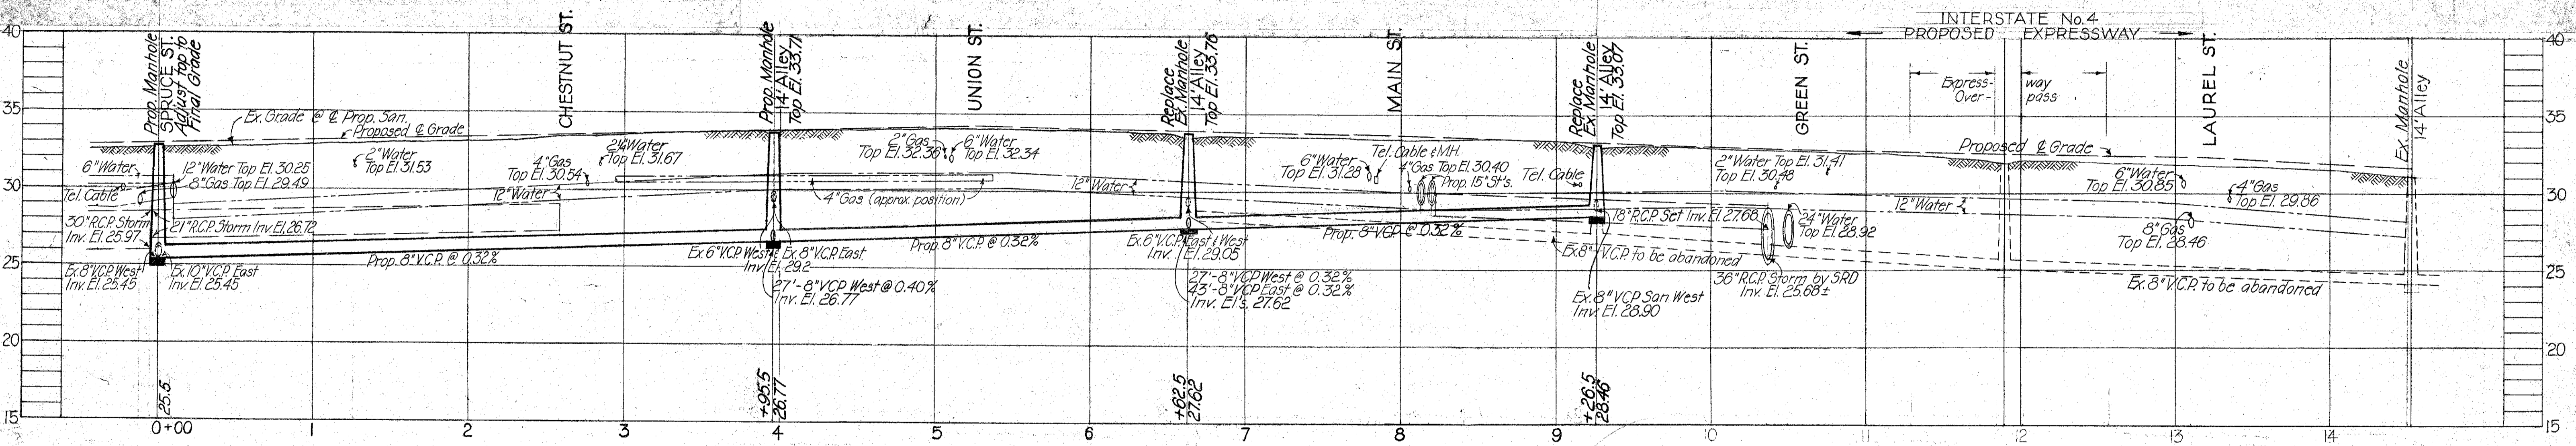 INTERSTATE No. 4
PROPOSED EXPRESSWAY
40
35
30
25
20
15
Prop. Manhole
SPRUCE ST.
Adjust top to
Final Grade
Ex. Grade @ ℄ Prop. San.
Proposed ℄ Grade
6" Water
12" Water Top El. 30.25
8" Gas Top El. 29.49
Tel. Cable
30" R.C.P. Storm
Inv. El. 25.97
21" R.C.P. Storm Inv. El. 26.72
Ex. 8" V.C.P. West
Inv. El. 25.45
Ex. 10" V.C.P. East
Inv. El. 25.45
2" Water
Top El. 31.53
Prop. 8" V.C.P. @ 0.32%
CHESTNUT ST.
4" Gas
Top El. 30.54
12" Water
Top El. 31.67
Prop. Manhole
14' Alley
Top El. 33.71
4" Gas (approx. position)
Ex. 6" V.C.P. West
Ex. 8" V.C.P. East
Inv. El. 29.2
27'-8" VCP West @ 0.40%
Inv. El. 26.77
UNION ST.
2" Gas
Top El. 32.36
6" Water
Top El. 32.34
Prop. 8" V.C.P. @ 0.32%
12" Water
Replace
Ex. Manhole
14' Alley
Top El. 33.76
Ex. 6" V.C.P. East & West
Inv. El. 29.05
27'-8" VCP West @ 0.32%
43'-8" VCP East @ 0.32%
Inv. El's. 27.62
MAIN ST.
6" Water
Top El. 31.28
Tel. Cable & M.H.
4" Gas Top El. 30.40
Prop. 15" St's.
Prop. 8" V.C.P. @ 0.32%
Tel. Cable
Replace
Ex. Manhole
14' Alley
Top El. 33.07
18" R.C.P. Set Inv. El. 27.68
Ex. 8" V.C.P. to be abandoned
Ex. 8" VCP San West
Inv. El. 28.90
GREEN ST.
2" Water Top El. 31.41
Top El. 30.48
24" Water
Top El. 28.92
36" R.C.P. Storm by SRD
Inv. El. 25.68±
12" Water
Express-
Over-
way
pass
Proposed ℄ Grade
LAUREL ST.
6" Water
Top El. 30.85
4" Gas
Top El. 29.86
8" Gas
Top El. 28.46
Ex. 8" V.C.P. to be abandoned
Ex. Manhole
14' Alley
40
35
30
25
20
15
25.5
+95.5
26.77
+62.5
27.62
+26.5
28.46
0+00 1 2 3 4 5 6 7 8 9 10 11 12 13 14